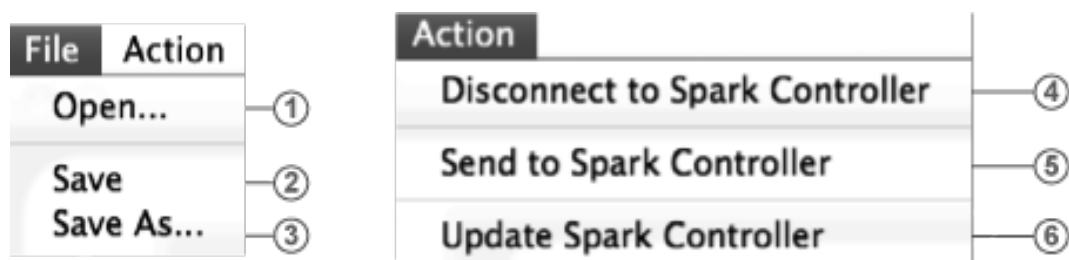 File Action
Open... 1
Save 2
Save As... 3
Action
Disconnect to Spark Controller 4
Send to Spark Controller 5
Update Spark Controller 6